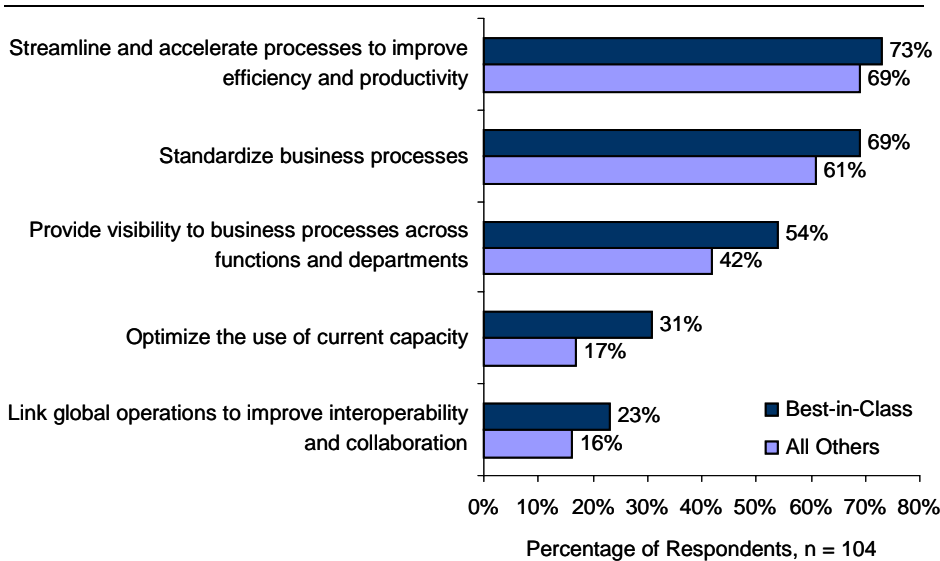 Streamline and accelerate processes to improve
efficiency and productivity
73%
69%
Standardize business processes
69%
61%
Provide visibility to business processes across
functions and departments
54%
42%
Optimize the use of current capacity
31%
17%
Link global operations to improve interoperability
and collaboration
23%
16%
Best-in-Class
All Others
0% 10% 20% 30% 40% 50% 60% 70% 80%
Percentage of Respondents, n = 104